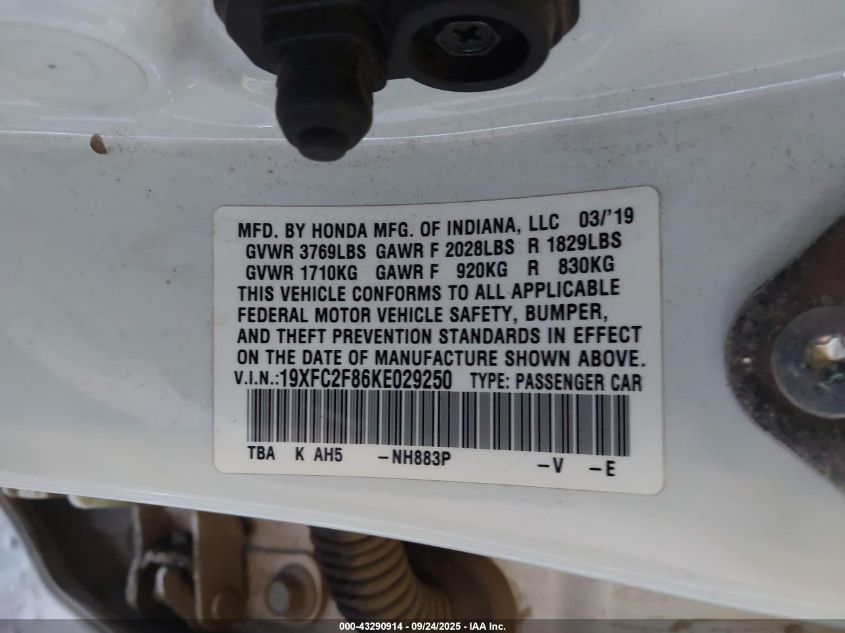 MFD. BY HONDA MFG. OF INDIANA, LLC 03/'19
GVWR 3769LBS GAWR F 2028LBS R 1829LBS
GVWR 1710KG GAWR F 920KG R 830KG
THIS VEHICLE CONFORMS TO ALL APPLICABLE
FEDERAL MOTOR VEHICLE SAFETY, BUMPER,
AND THEFT PREVENTION STANDARDS IN EFFECT
ON THE DATE OF MANUFACTURE SHOWN ABOVE.
V.I.N.:19XFC2F86KE029250 TYPE: PASSENGER CAR
TBA K AH5 -NH883P -V -E
000-43290914 - 09/24/2025 - IAA Inc.